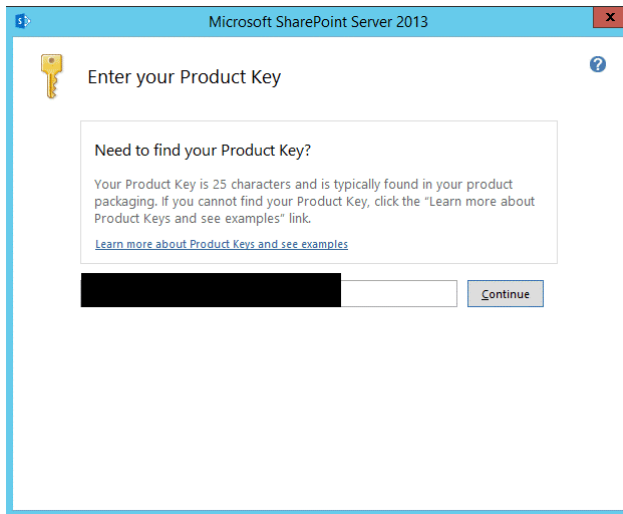 Microsoft SharePoint Server 2013
Enter your Product Key
Need to find your Product Key?
Your Product Key is 25 characters and is typically found in your product
packaging. If you cannot find your Product Key, click the “Learn more about
Product Keys and see examples” link.
Learn more about Product Keys and see examples
Continue